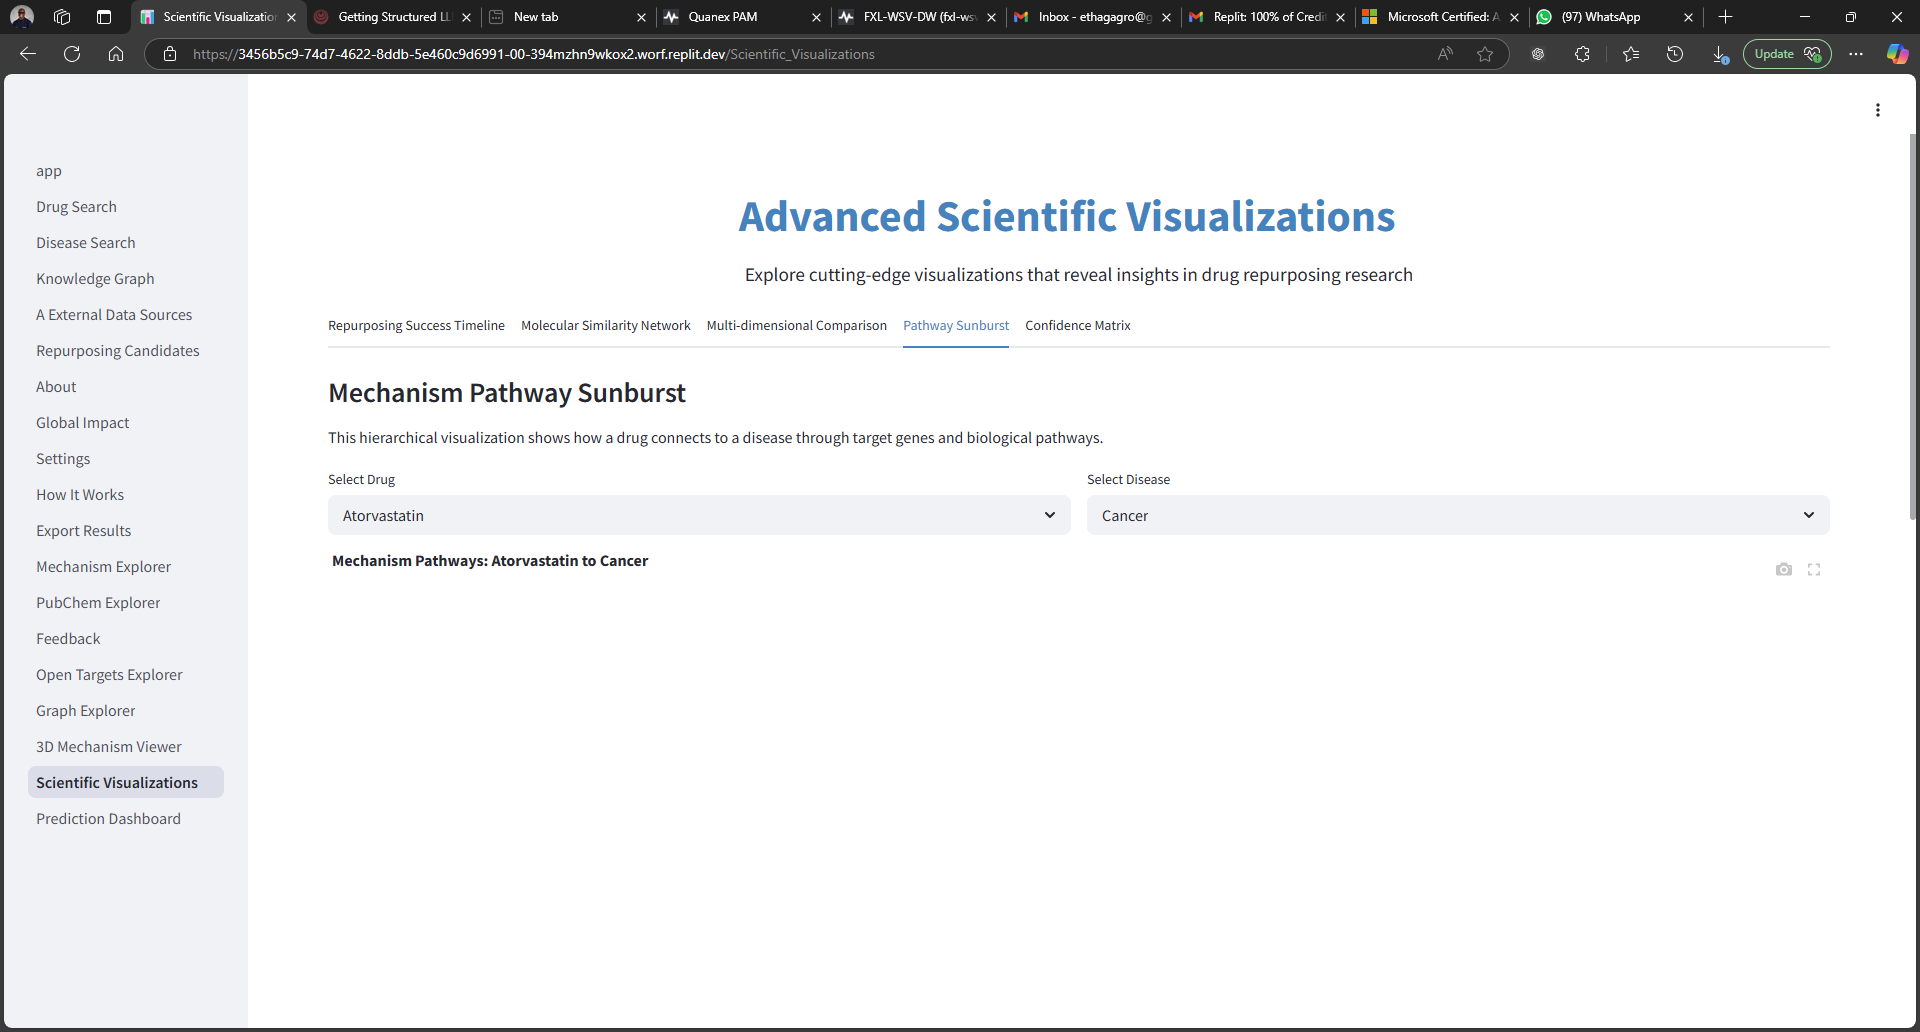 Scientific Visualization
Getting Structured LL
New tab
Quanex PAM
FXL-WSV-DW (fxl-ws
Inbox - ethagagro@g
Replit: 100% of Credi
Microsoft Certified: A
(97) WhatsApp
https://3456b5c9-74d7-4622-8ddb-5e460c9d6991-00-394mzhn9wkox2.worf.replit.dev/Scientific_Visualizations
Update
app
Drug Search
Disease Search
Knowledge Graph
A External Data Sources
Repurposing Candidates
About
Global Impact
Settings
How It Works
Export Results
Mechanism Explorer
PubChem Explorer
Feedback
Open Targets Explorer
Graph Explorer
3D Mechanism Viewer
Scientific Visualizations
Prediction Dashboard
Advanced Scientific Visualizations
Explore cutting-edge visualizations that reveal insights in drug repurposing research
Repurposing Success Timeline
Molecular Similarity Network
Multi-dimensional Comparison
Pathway Sunburst
Confidence Matrix
Mechanism Pathway Sunburst
This hierarchical visualization shows how a drug connects to a disease through target genes and biological pathways.
Select Drug
Select Disease
Atorvastatin
Cancer
Mechanism Pathways: Atorvastatin to Cancer